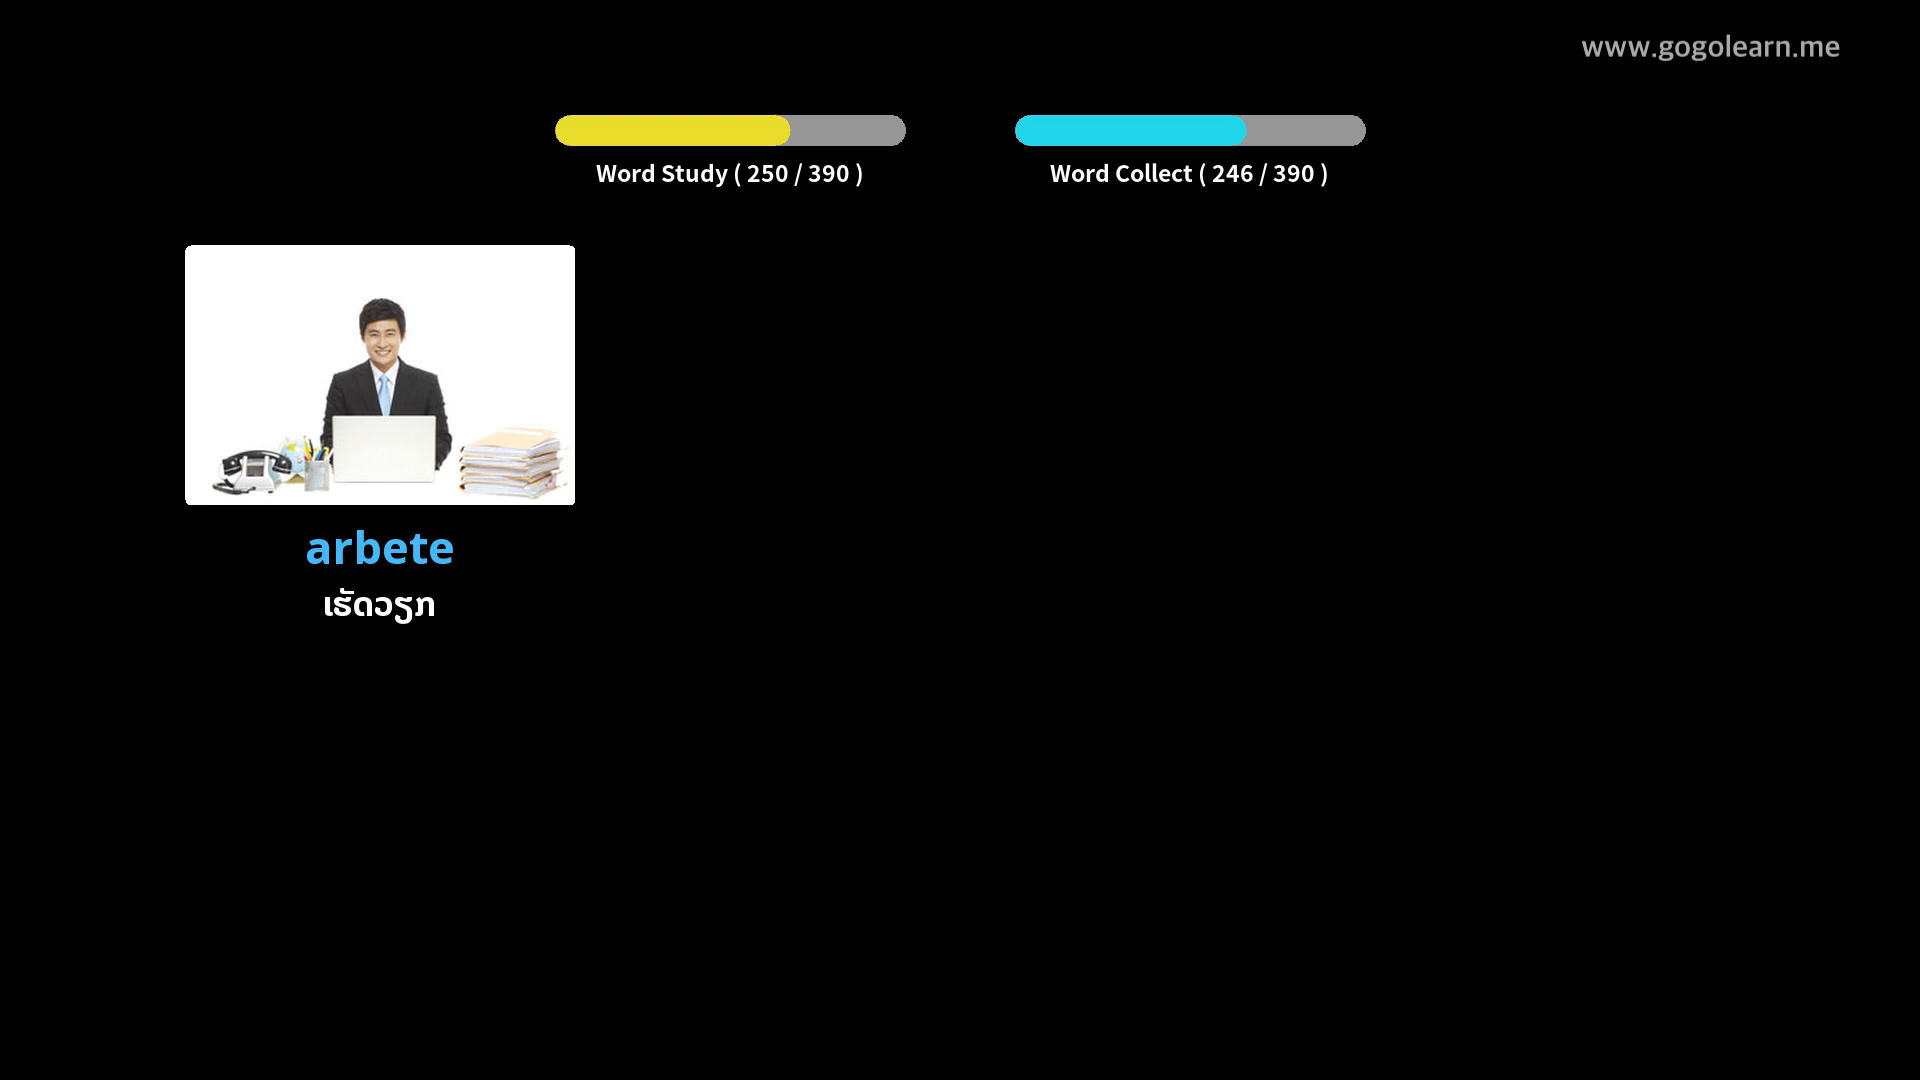 www.gogolearn.me
Word Study ( 250 / 390 )
Word Collect ( 246 / 390 )
arbete
ເຮັດວຽກ